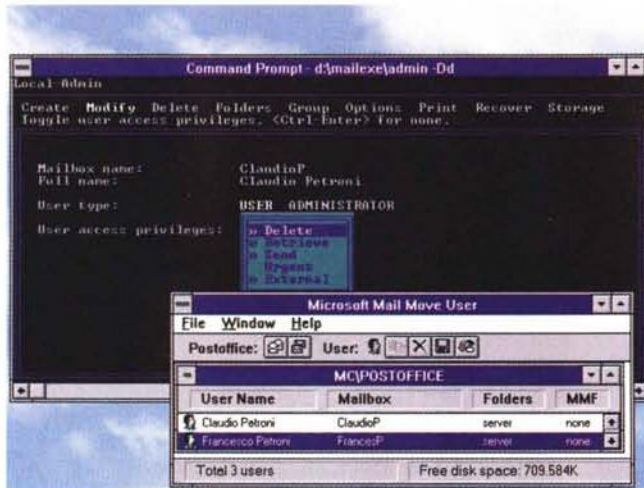 Command Prompt - d:\mailexe\admin -Dd
Local Admin
Create Modify Delete Folders Group Options Print Recover Storage
Toggle user access privileges, <Ctrl-Enter> for none.
Mailbox name: ClaudioP
Full name: Claudio Petroni
User type: USER ADMINISTRATOR
User access privileges: » Delete
» Retrieve
» Send
Urgent
» External
Microsoft Mail Move User
File Window Help
Postoffice: User:
MC\POSTOFFICE
User Name Mailbox Folders MMF
Claudio Petroni ClaudioP server none
Francesco Petroni FrancesP server none
Total 3 users Free disk space: 709.584K